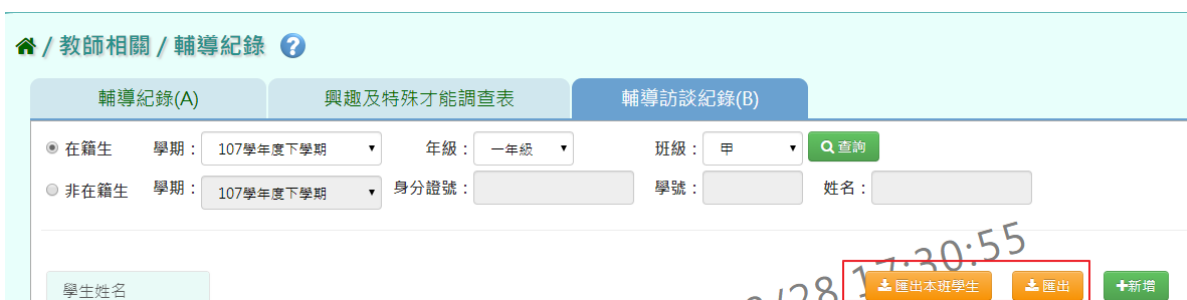 / 教師相關 / 輔導紀錄 ?
輔導紀錄(A) 興趣及特殊才能調查表 輔導訪談紀錄(B)
在籍生 學期： 107學年度下學期 年級： 一年級 班級： 甲 查詢
非在籍生 學期： 107學年度下學期 身分證號： 學號： 姓名：
/28 17:30:55
學生姓名 匯出本班學生 匯出 +新增